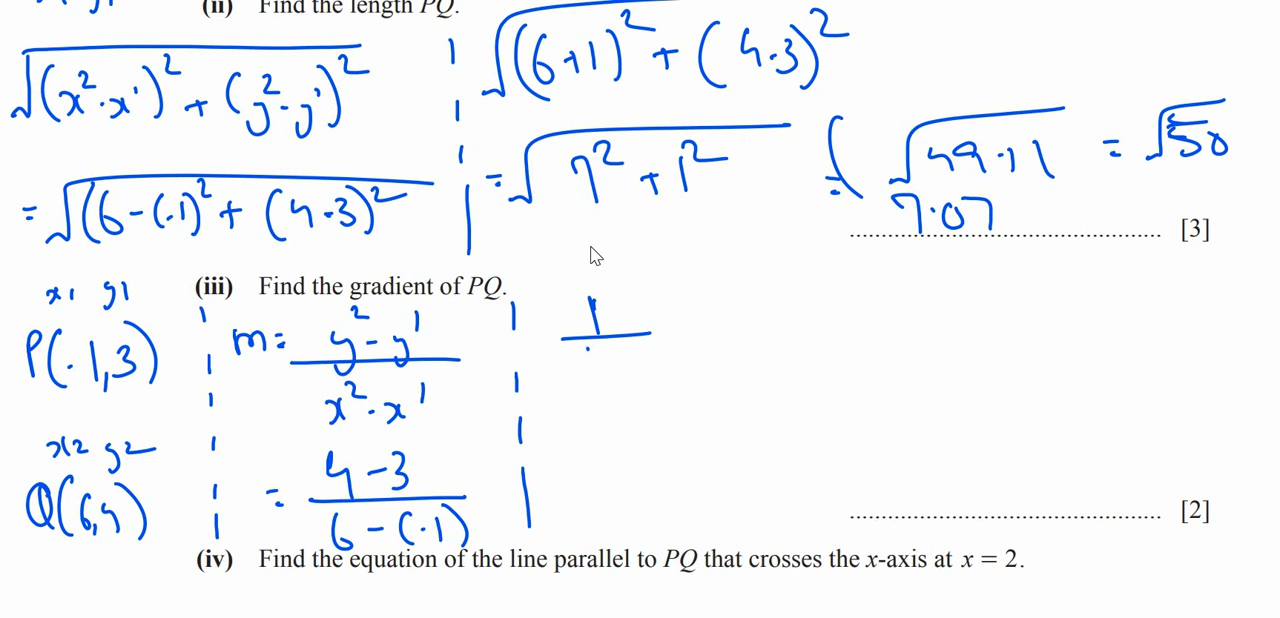 (ii) Find the length PQ.
√(x²-x¹)² + (y²-y¹)²
= √(6-(-1)² + (4-3)²
√(6+1)² + (4-3)²
= √7² + 1²
√49+1 = √50
7.07
[3]
(iii) Find the gradient of PQ.
x1 y1
P(-1,3)
x2 y2
Q(6,4)
m= y²-y¹
x²-x¹
= 4-3
6-(-1)
1
[2]
(iv) Find the equation of the line parallel to PQ that crosses the x-axis at x = 2.